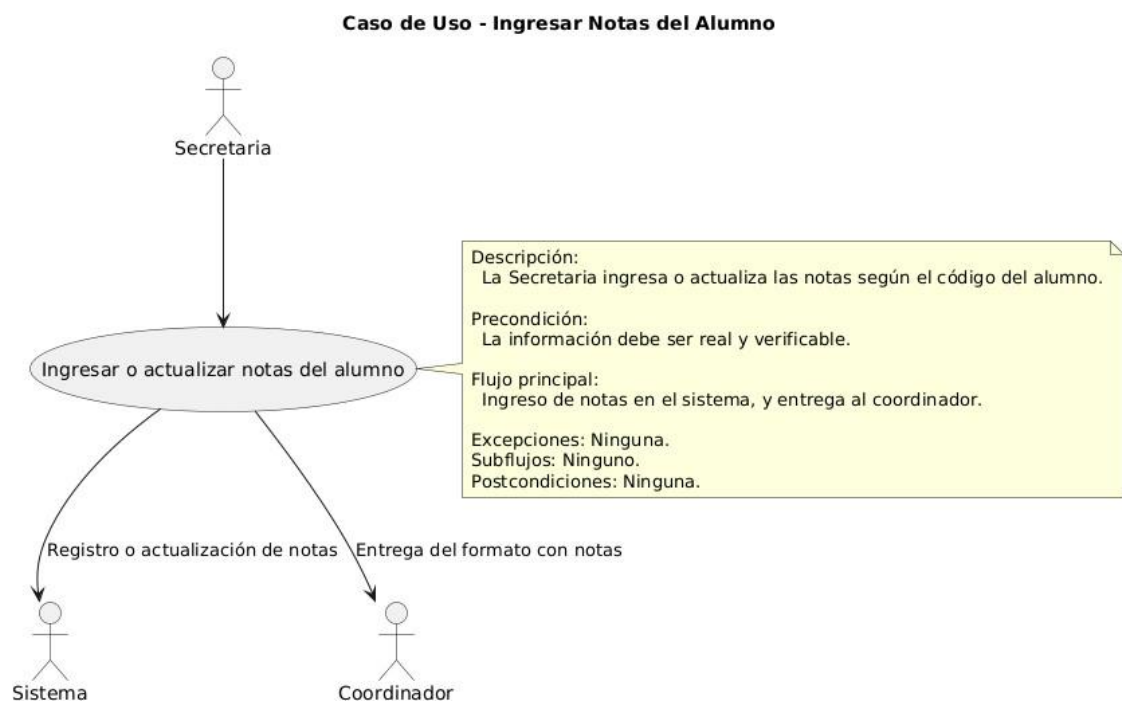 Caso de Uso - Ingresar Notas del Alumno
Secretaria
Descripción:
La Secretaria ingresa o actualiza las notas según el código del alumno.
Precondición:
La información debe ser real y verificable.
Ingresar o actualizar notas del alumno
Flujo principal:
Ingreso de notas en el sistema, y entrega al coordinador.
Excepciones: Ninguna.
Subflujos: Ninguno.
Postcondiciones: Ninguna.
Registro o actualización de notas
Entrega del formato con notas
Sistema
Coordinador